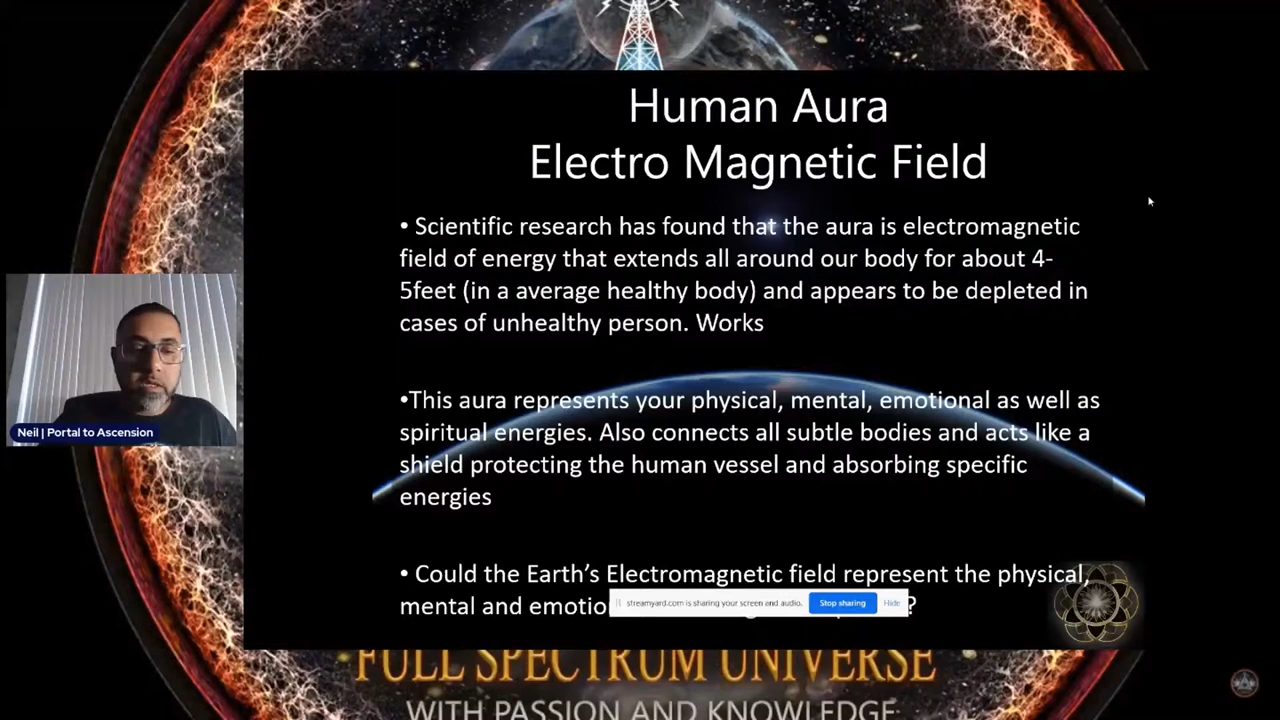 Human Aura
Electro Magnetic Field
• Scientific research has found that the aura is electromagnetic
field of energy that extends all around our body for about 4-
5feet (in a average healthy body) and appears to be depleted in
cases of unhealthy person. Works
•This aura represents your physical, mental, emotional as well as
spiritual energies. Also connects all subtle bodies and acts like a
shield protecting the human vessel and absorbing specific
energies
• Could the Earth’s Electromagnetic field represent the physical,
mental and emotio ?
streamyard.com is sharing your screen and audio. Stop sharing Hide
Neil | Portal to Ascension
FULL SPECTRUM UNIVERSE
WITH PASSION AND KNOWLEDGE